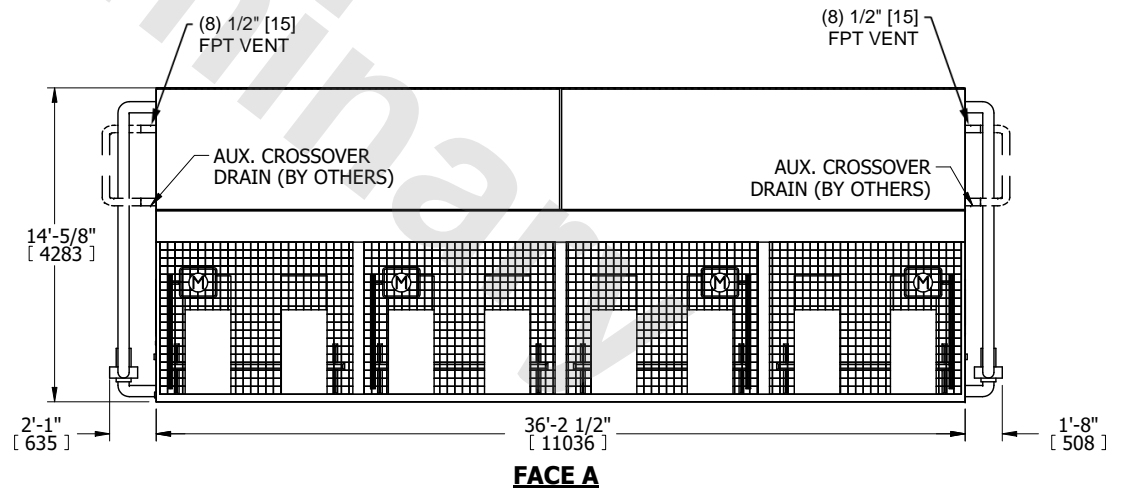 (8) 1/2" [15]
FPT VENT
(8) 1/2" [15]
FPT VENT
AUX. CROSSOVER
DRAIN (BY OTHERS)
AUX. CROSSOVER
DRAIN (BY OTHERS)
14'-5/8"
[ 4283 ]
M
M
M
M
2'-1"
[ 635 ]
36'-2 1/2"
[ 11036 ]
1'-8"
[ 508 ]
FACE A
minary